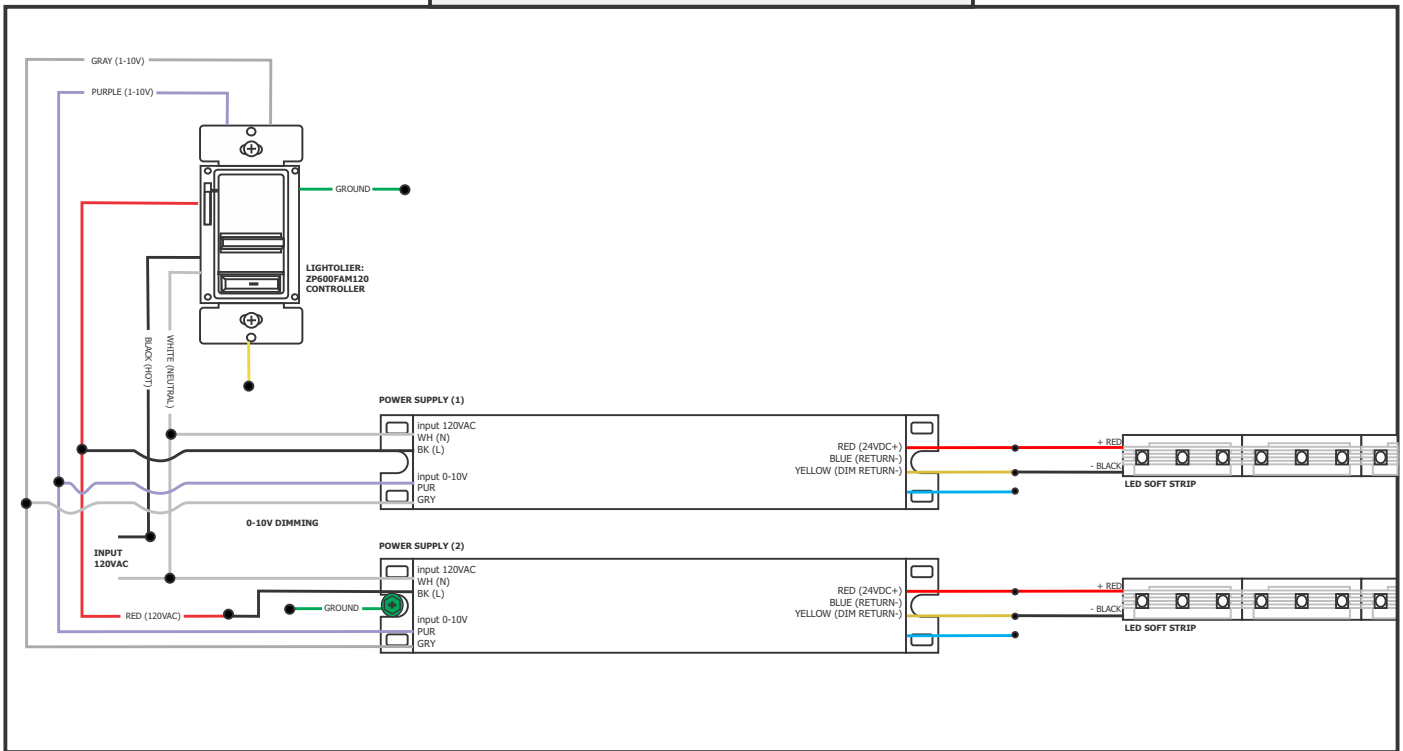 GRAY (1-10V)
PURPLE (1-10V)
GROUND
LIGHTOLIER:
ZP600FAM120
CONTROLLER
BLACK (HOT)
WHITE (NEUTRAL)
POWER SUPPLY (1)
input 120VAC
WH (N)
BK (L)
input 0-10V
PUR
GRY
RED (24VDC+)
BLUE (RETURN-)
YELLOW (DIM RETURN-)
+ RED
- BLACK
LED SOFT STRIP
0-10V DIMMING
INPUT
120VAC
POWER SUPPLY (2)
input 120VAC
WH (N)
BK (L)
GROUND
RED (120VAC)
input 0-10V
PUR
GRY
RED (24VDC+)
BLUE (RETURN-)
YELLOW (DIM RETURN-)
+ RED
- BLACK
LED SOFT STRIP